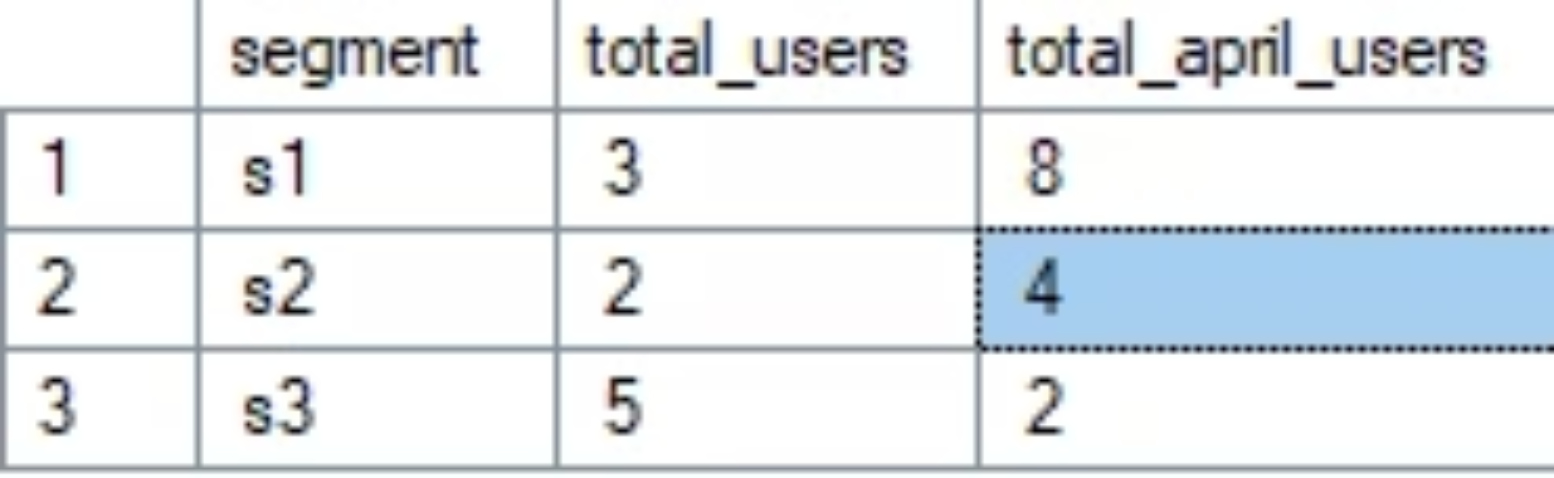 segment total_users total_april_users
1 s1 3 8
2 s2 2 4
3 s3 5 2